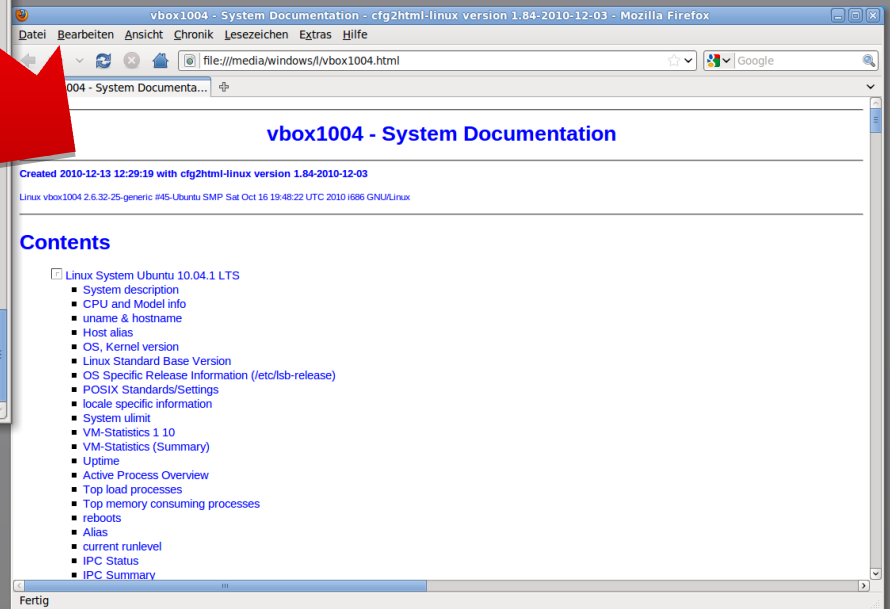 vbox1004 - System Documentation - cfg2html-linux version 1.84-2010-12-03 - Mozilla Firefox
Datei Bearbeiten Ansicht Chronik Lesezeichen Extras Hilfe
file:///media/windows/l/vbox1004.html
Google
004 - System Documenta...
vbox1004 - System Documentation
Created 2010-12-13 12:29:19 with cfg2html-linux version 1.84-2010-12-03
Linux vbox1004 2.6.32-25-generic #45-Ubuntu SMP Sat Oct 16 19:48:22 UTC 2010 i686 GNU/Linux
Contents
Linux System Ubuntu 10.04.1 LTS
System description
CPU and Model info
uname & hostname
Host alias
OS, Kernel version
Linux Standard Base Version
OS Specific Release Information (/etc/lsb-release)
POSIX Standards/Settings
locale specific information
System ulimit
VM-Statistics 1 10
VM-Statistics (Summary)
Uptime
Active Process Overview
Top load processes
Top memory consuming processes
reboots
Alias
current runlevel
IPC Status
IPC Summary
Fertig